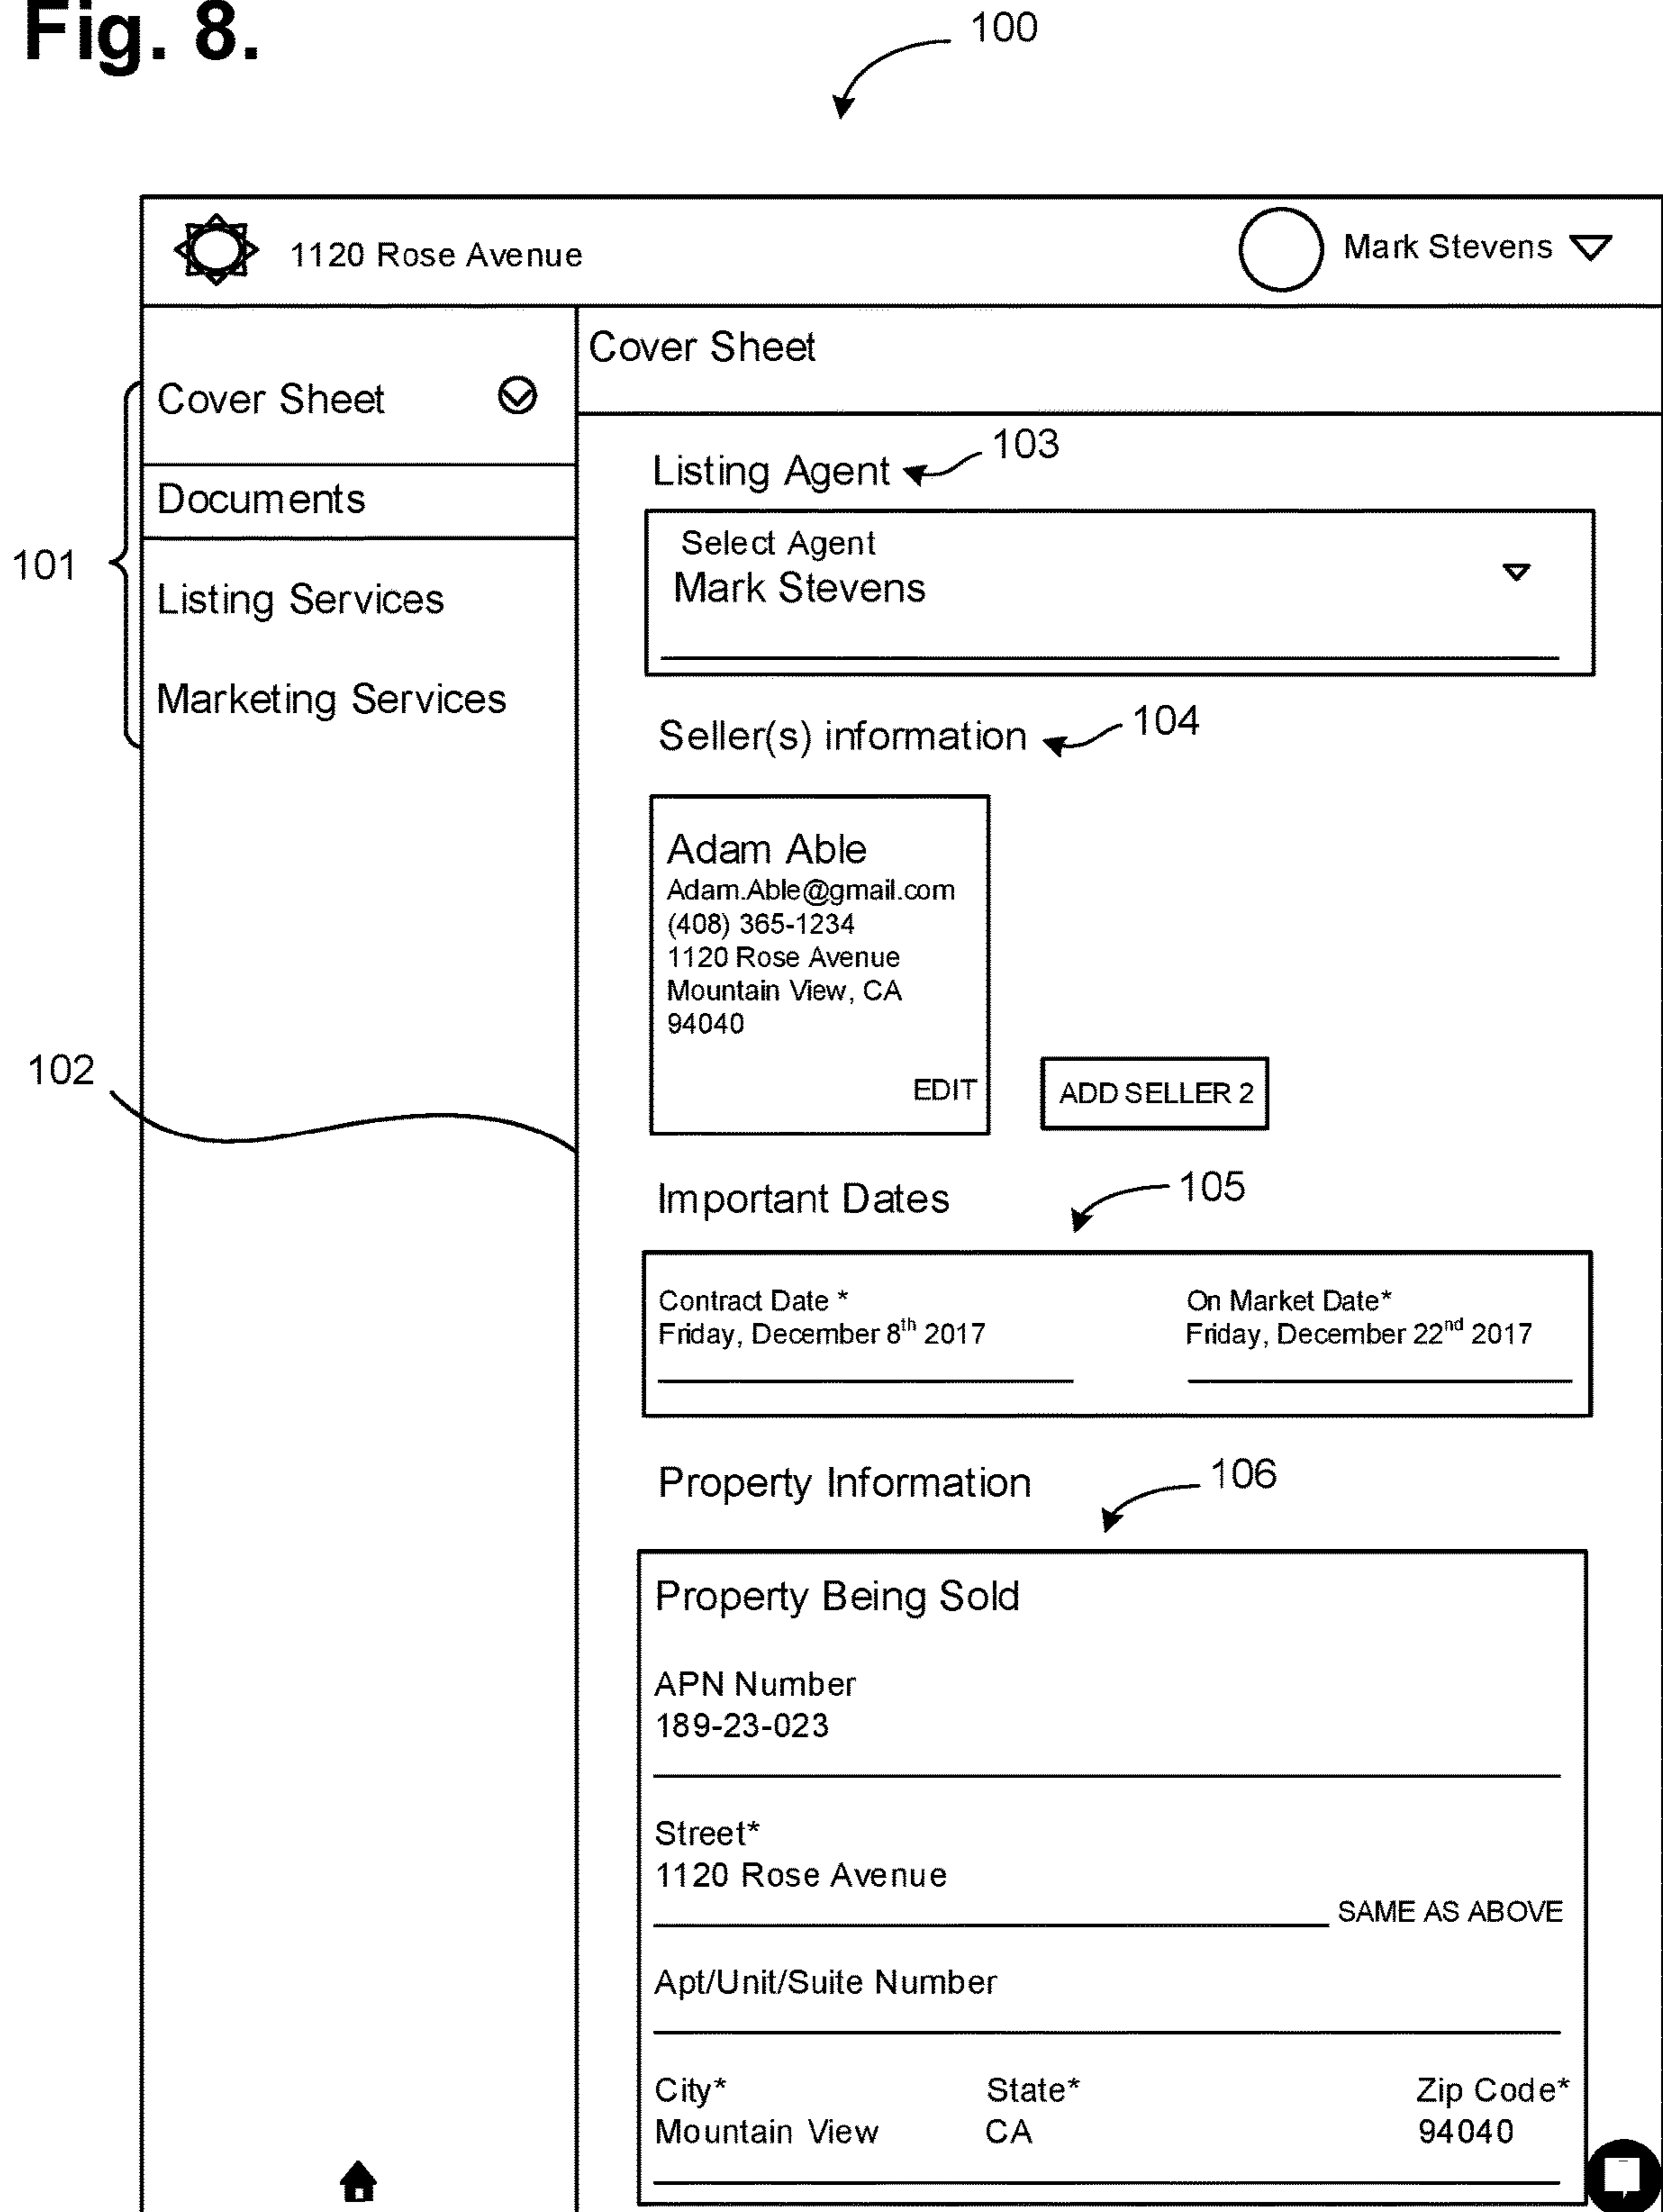 Fig. 8.
100
1120 Rose Avenue
Mark Stevens
Cover Sheet
Documents
Listing Services
Marketing Services
101
102
Cover Sheet
Listing Agent
103
Select Agent
Mark Stevens
Seller(s) information
104
Adam Able
Adam.Able@gmail.com
(408) 365-1234
1120 Rose Avenue
Mountain View, CA
94040
EDIT
ADD SELLER 2
Important Dates
105
Contract Date *
Friday, December 8th 2017
On Market Date*
Friday, December 22nd 2017
Property Information
106
Property Being Sold
APN Number
189-23-023
Street*
1120 Rose Avenue
SAME AS ABOVE
Apt/Unit/Suite Number
City* State* Zip Code*
Mountain View CA 94040